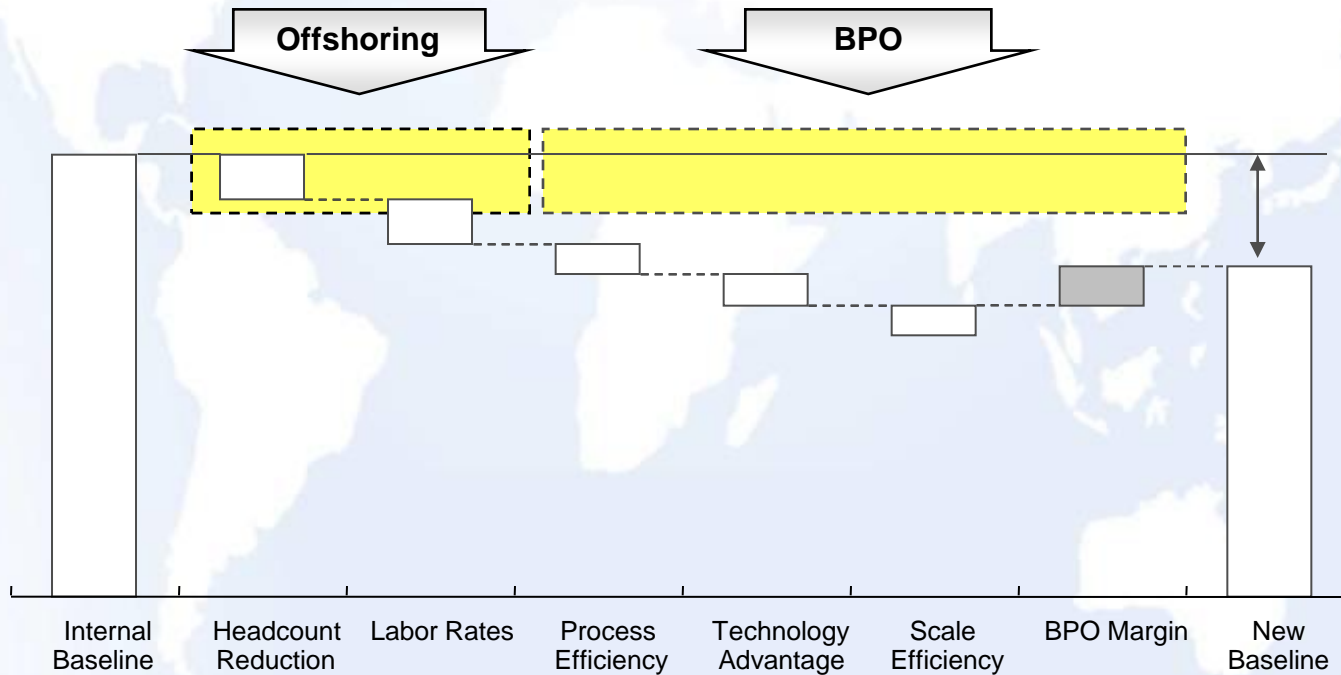 Offshoring
BPO
Internal
Baseline
Headcount
Reduction
Labor Rates
Process
Efficiency
Technology
Advantage
Scale
Efficiency
BPO Margin
New
Baseline